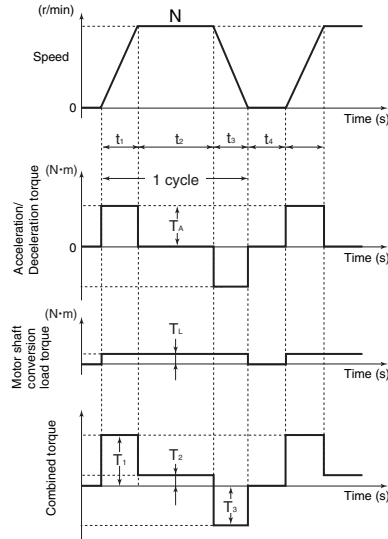 (r/min)
N
Speed
0
Time (s)
t1
t2
t3
t4
(N·m)
1 cycle
Acceleration/
Deceleration torque
TA
0
Time (s)
(N·m)
Motor shaft
conversion
load torque
TL
Time (s)
Combined torque
T1
T2
T3
Time (s)